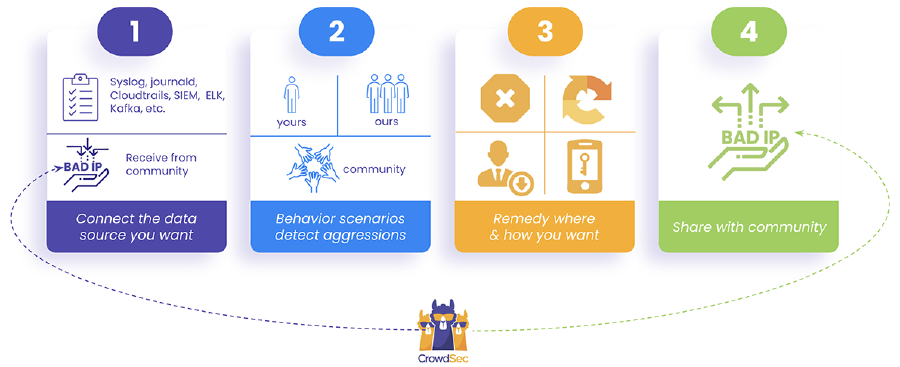 1
Syslog, journald,
Cloudtrails, SIEM, ELK,
Kafka, etc.
BAD IP
Receive from
community
Connect the data
source you want
2
yours
ours
community
Behavior scenarios
detect aggressions
3
Remedy where
& how you want
4
BAD IP
Share with community
CrowdSec